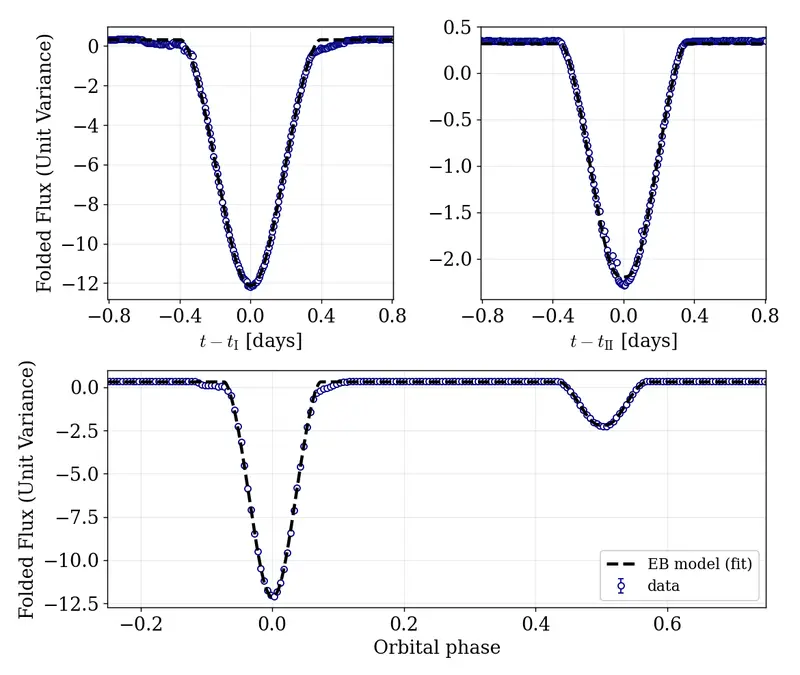 Folded Flux (Unit Variance)
0
−2
−4
−6
−8
−10
−12
−0.8 −0.4 0.0 0.4 0.8
t − tI [days]
0.5
0.0
−0.5
−1.0
−1.5
−2.0
−0.8 −0.4 0.0 0.4 0.8
t − tII [days]
Folded Flux (Unit Variance)
0.0
−2.5
−5.0
−7.5
−10.0
−12.5
−0.2 0.0 0.2 0.4 0.6
Orbital phase
EB model (fit)
data